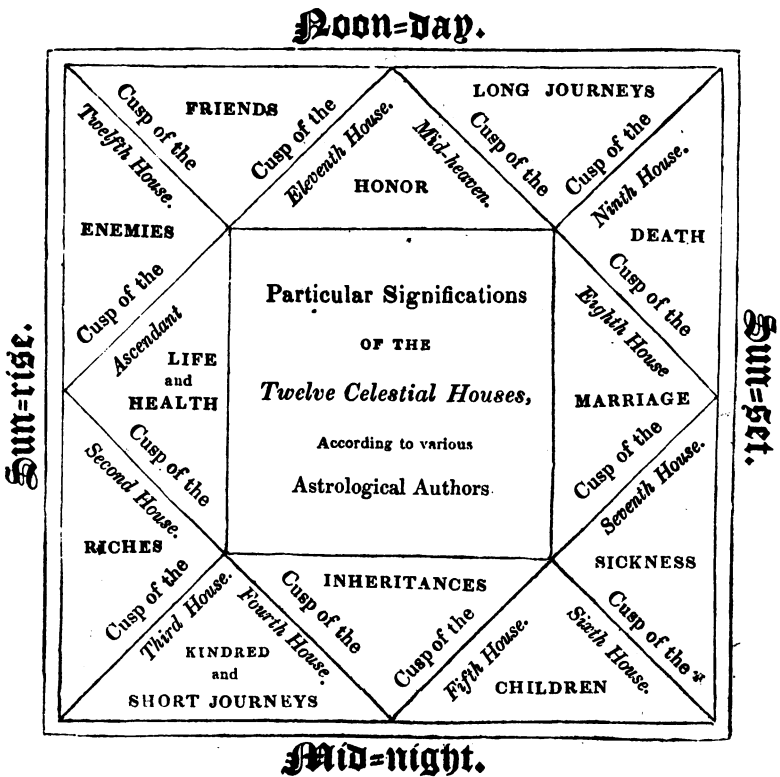 Noon=day.
FRIENDS
Cusp of the
Twelfth House.
Cusp of the
Eleventh House.
HONOR
Cusp of the
Mid-heaven.
LONG JOURNEYS
Cusp of the
Ninth House.
DEATH
Cusp of the
Eighth House
MARRIAGE
Cusp of the
Seventh House.
SICKNESS
Cusp of the
Sixth House.
CHILDREN
Cusp of the
Fifth House.
INHERITANCES
Cusp of the
Fourth House.
KINDRED
and
SHORT JOURNEYS
Cusp of the
Third House.
RICHES
Cusp of the
Second House.
LIFE
and
HEALTH
Cusp of the
Ascendant
ENEMIES
Particular Significations
OF THE
Twelve Celestial Houses,
According to various
Astrological Authors
Sun=rise.
Sun=set.
Mid=night.